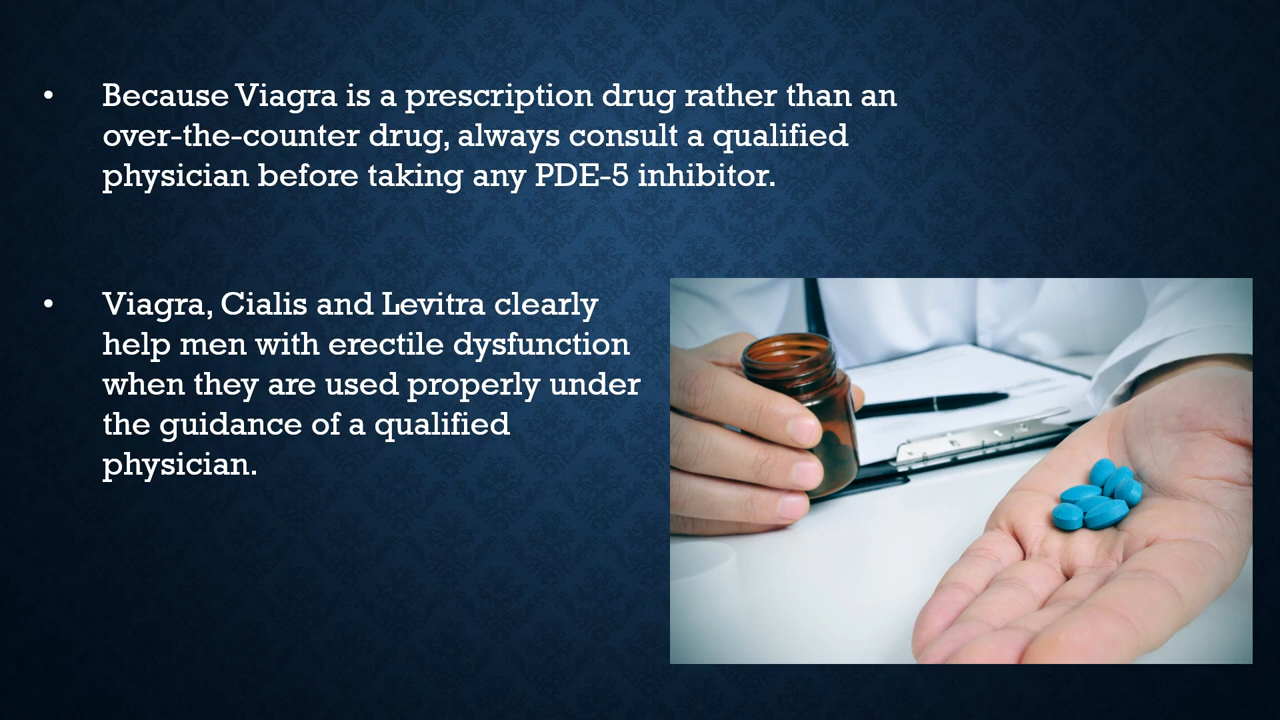 • Because Viagra is a prescription drug rather than an
over-the-counter drug, always consult a qualified
physician before taking any PDE-5 inhibitor.
• Viagra, Cialis and Levitra clearly
help men with erectile dysfunction
when they are used properly under
the guidance of a qualified
physician.